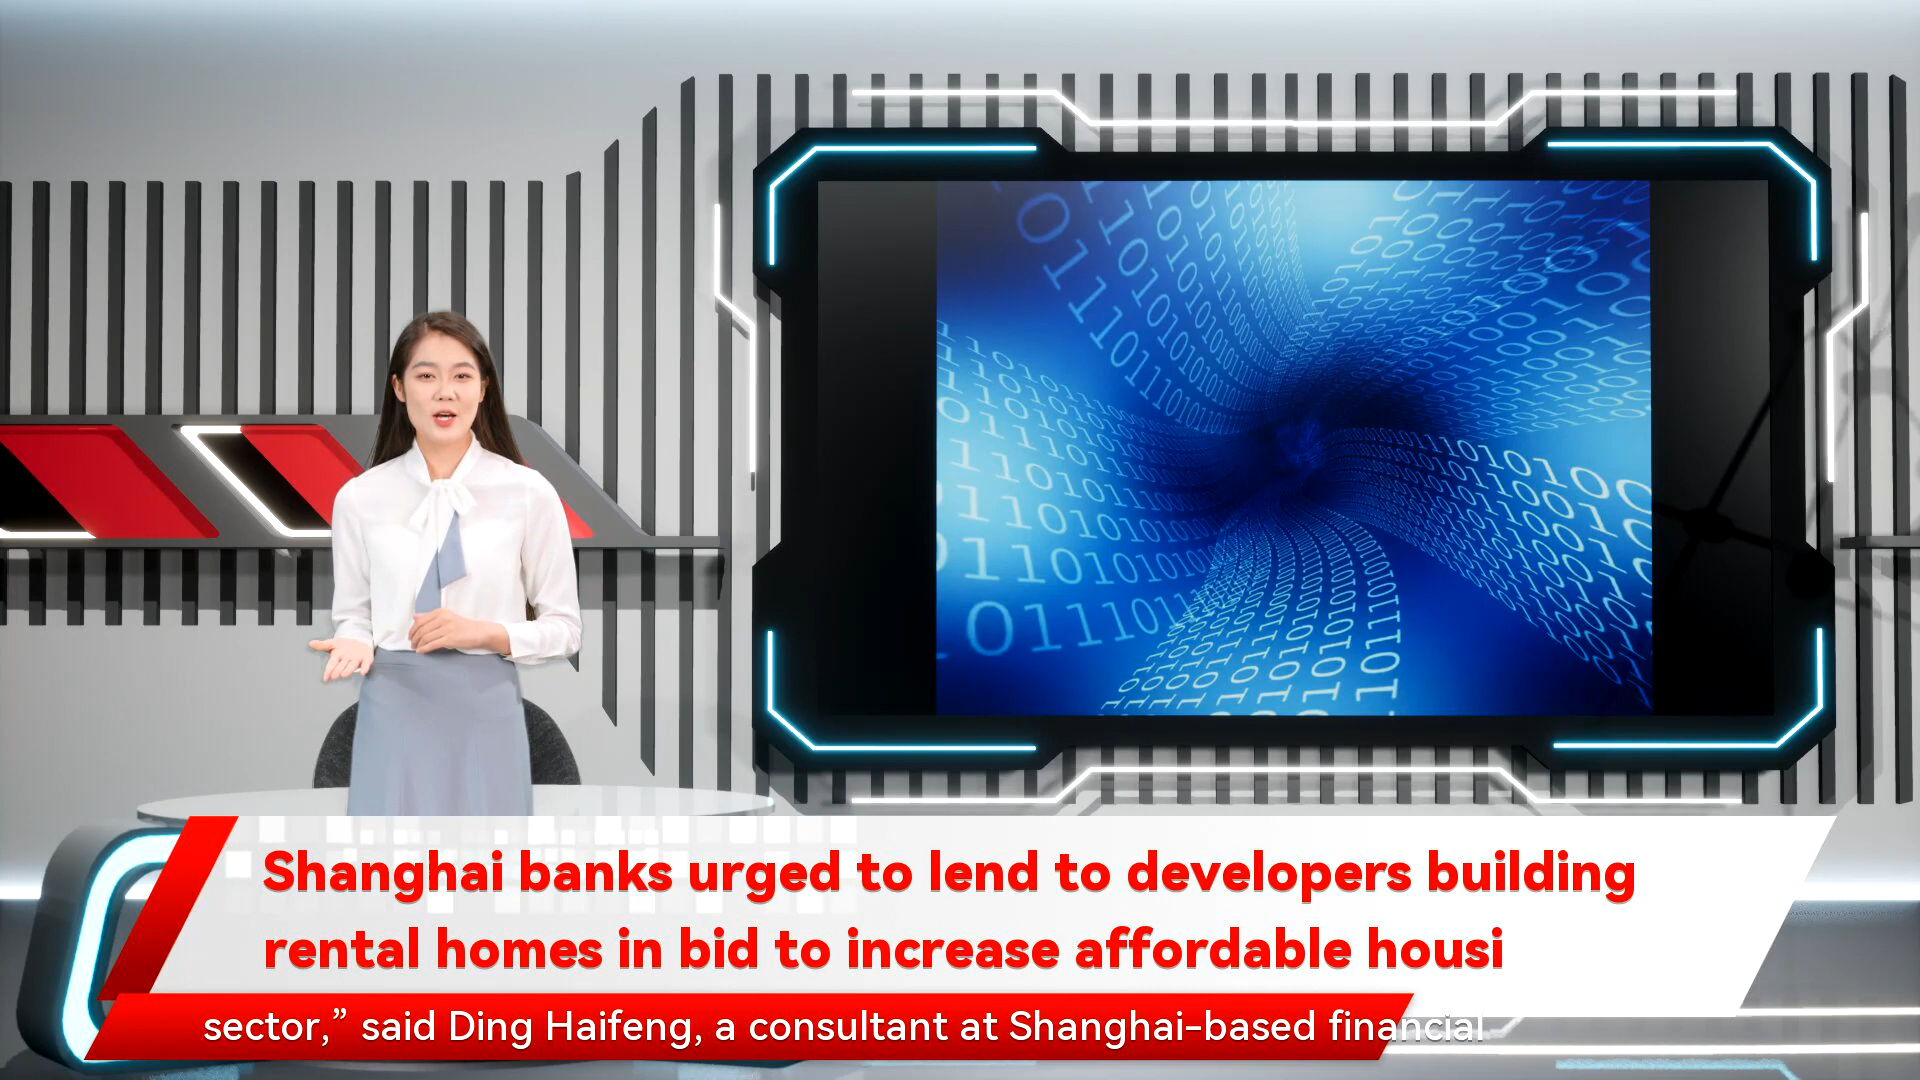 Shanghai banks urged to lend to developers building
rental homes in bid to increase affordable housi
sector,” said Ding Haifeng, a consultant at Shanghai-based financial